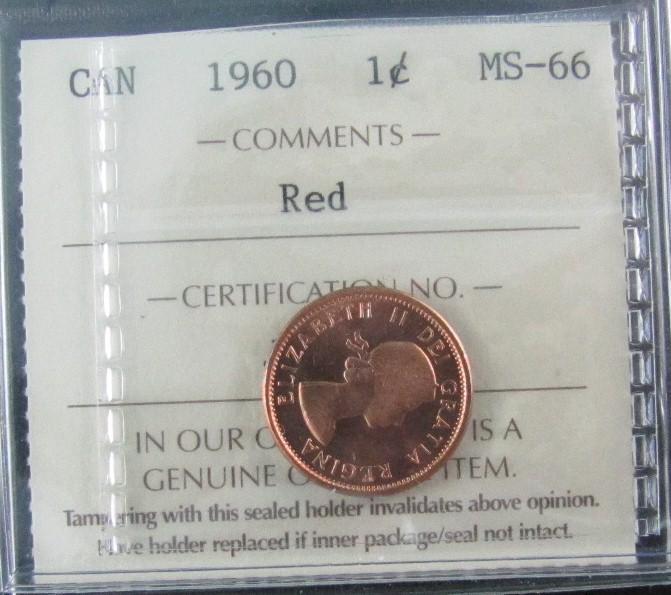 CAN 1960 1¢ MS-66
— COMMENTS —
Red
— CERTIFICATION NO. —
ELIZABETH II DEI GRATIA REGINA
IN OUR O IS A
GENUINE ITEM.
Tampering with this sealed holder invalidates above opinion.
Have holder replaced if inner package/seal not intact.